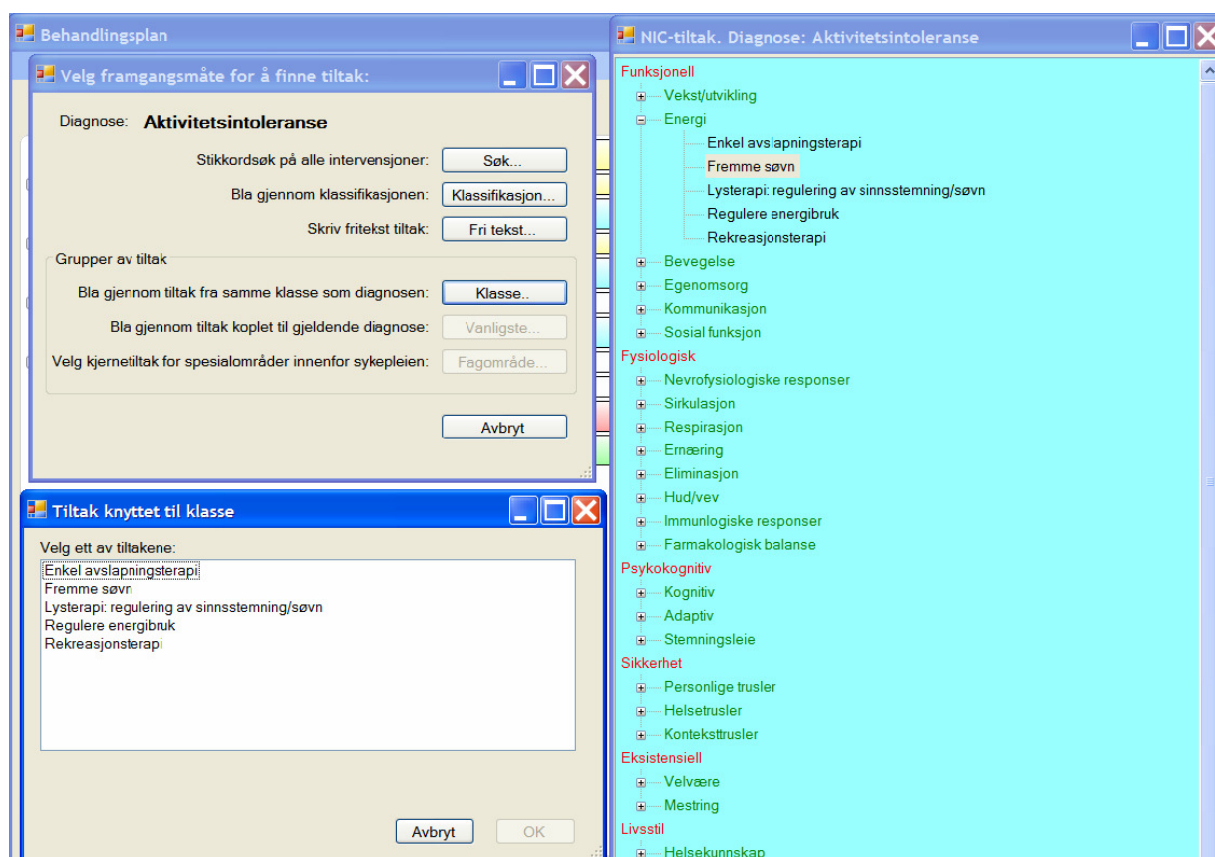 Behandlingsplan
Velg framgangsmåte for å finne tiltak:
Diagnose: Aktivitetsintoleranse
Stikkordsøk på alle intervensjoner: Søk...
Bla gjennom klassifikasjonen: Klassifikasjon...
Skriv fritekst tiltak: Fri tekst...
Grupper av tiltak
Bla gjennom tiltak fra samme klasse som diagnosen: Klasse..
Bla gjennom tiltak koplet til gjeldende diagnose: Vanligste...
Velg kjernetiltak for spesialområder innenfor sykepleien: Fagområde...
Avbryt
Tiltak knyttet til klasse
Velg ett av tiltakene:
Enkel avslapningsterapi
Fremme søvn
Lysterapi: regulering av sinnsstemning/søvn
Regulere energibruk
Rekreasjonsterapi
Avbryt OK
NIC-tiltak. Diagnose: Aktivitetsintoleranse
Funksjonell
Vekst/utvikling
Energi
Enkel avslapningsterapi
Fremme søvn
Lysterapi: regulering av sinnsstemning/søvn
Regulere energibruk
Rekreasjonsterapi
Bevegelse
Egenomsorg
Kommunikasjon
Sosial funksjon
Fysiologisk
Nevrofysiologiske responser
Sirkulasjon
Respirasjon
Ernæring
Eliminasjon
Hud/vev
Immunlogiske responser
Farmakologisk balanse
Psykokognitiv
Kognitiv
Adaptiv
Stemningsleie
Sikkerhet
Personlige trusler
Helsetrusler
Konteksttrusler
Eksistensiell
Velvære
Mestring
Livsstil
Helsekunnskap